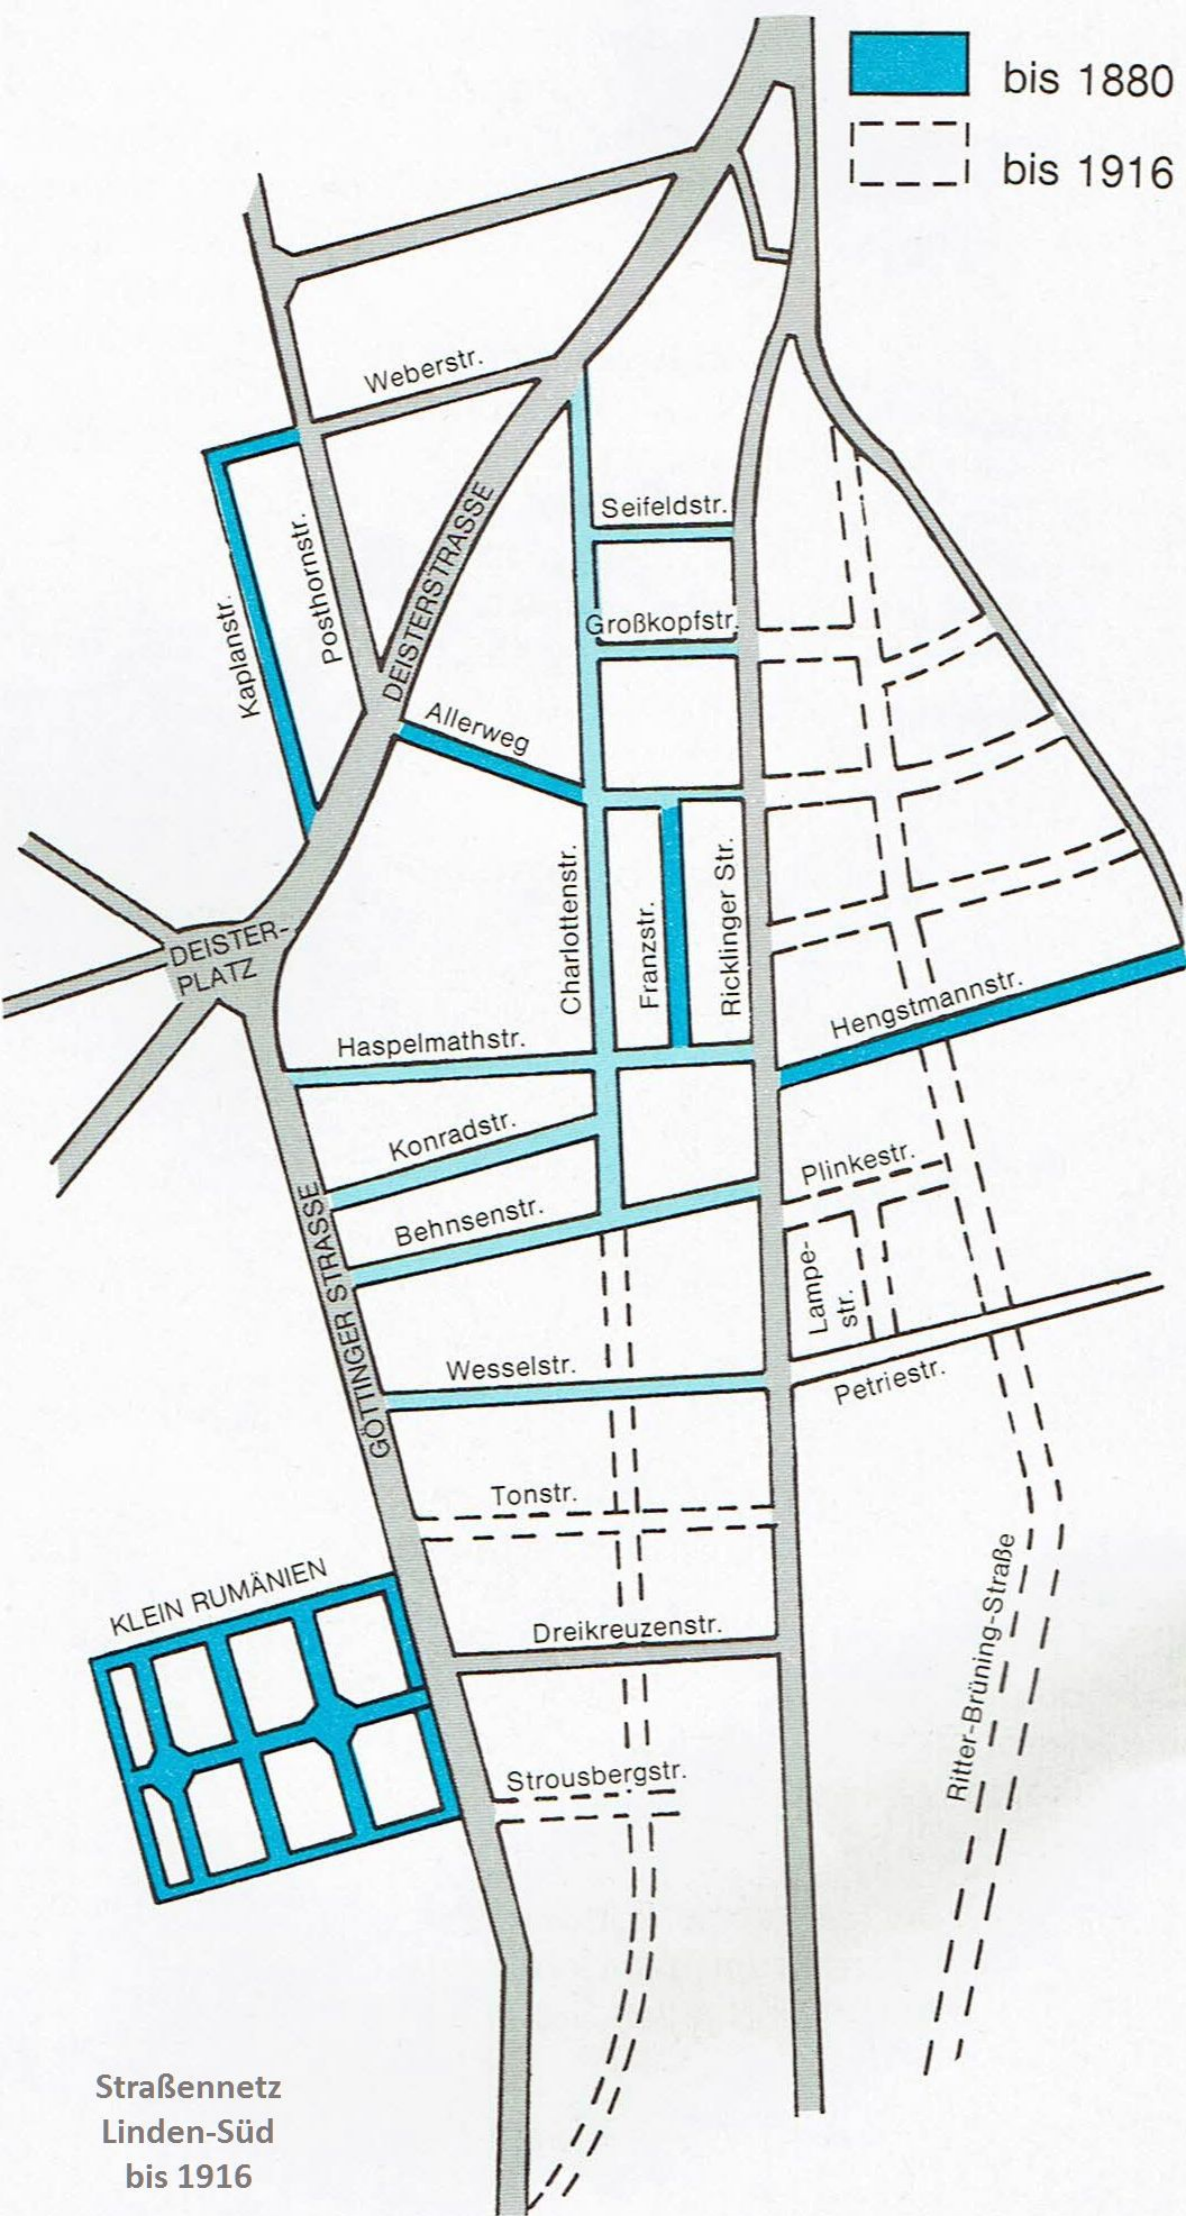 bis 1880
bis 1916
Weberstr.
Seifeldstr.
Posthornstr.
DEISTERSTRASSE
Kaplanstr.
Großkopfstr.
Allerweg
Charlottenstr.
Franzstr.
Ricklinger Str.
DEISTER-
PLATZ
Hengstmannstr.
Haspelmathstr.
Konradstr.
Plinkestr.
Behnsenstr.
GÖTTINGER STRASSE
Lampe-
str.
Wesselstr.
Petriestr.
Tonstr.
KLEIN RUMÄNIEN
Dreikreuzenstr.
Ritter-Brüning-Straße
Strousbergstr.
Straßennetz
Linden-Süd
bis 1916